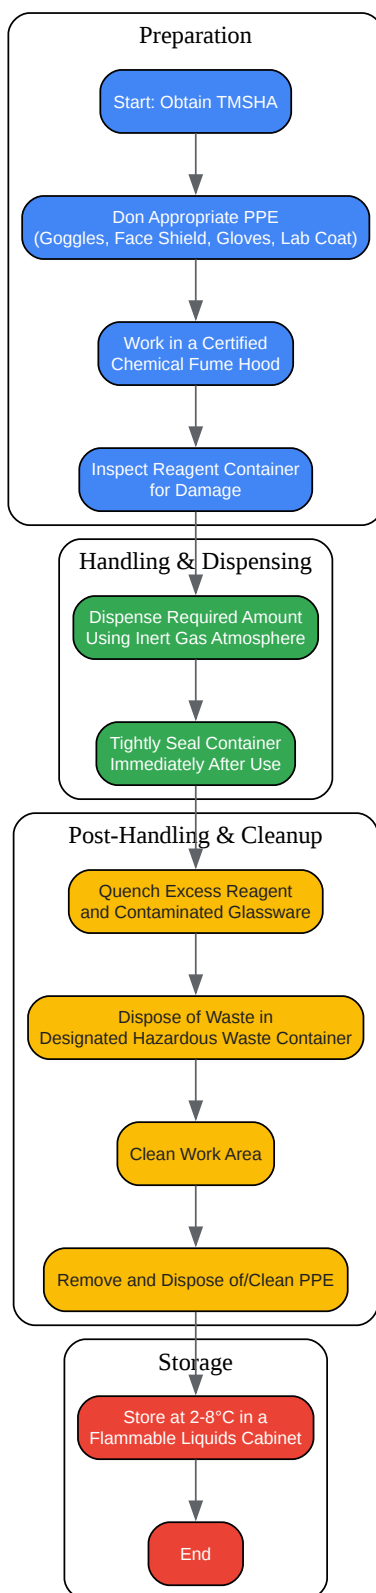 Preparation
Start: Obtain TMSHA
Don Appropriate PPE
(Goggles, Face Shield, Gloves, Lab Coat)
Work in a Certified
Chemical Fume Hood
Inspect Reagent Container
for Damage
Handling & Dispensing
Dispense Required Amount
Using Inert Gas Atmosphere
Tightly Seal Container
Immediately After Use
Post-Handling & Cleanup
Quench Excess Reagent
and Contaminated Glassware
Dispose of Waste in
Designated Hazardous Waste Container
Clean Work Area
Remove and Dispose of/Clean PPE
Storage
Store at 2-8°C in a
Flammable Liquids Cabinet
End